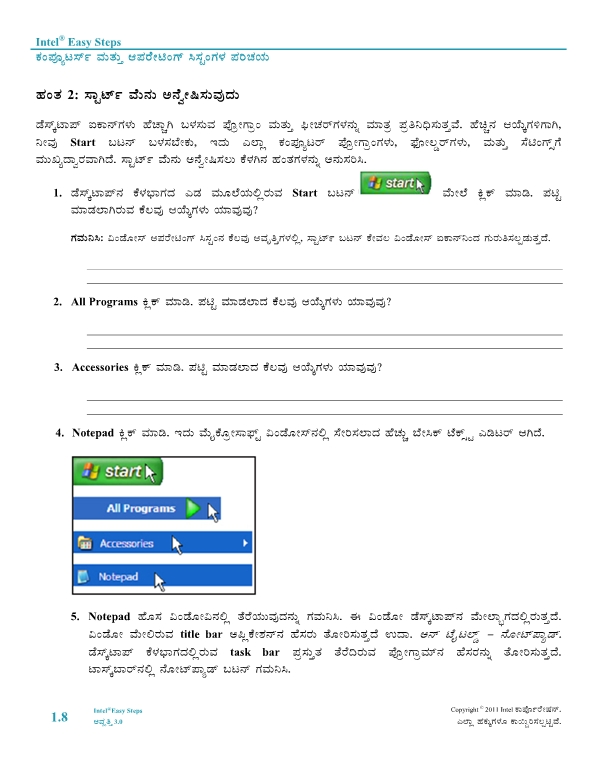 Intel® Easy Steps
ಕಂಪ್ಯೂಟರ್ಸ್ ಮತ್ತು ಆಪರೇಟಿಂಗ್ ಸಿಸ್ಟಂಗಳ ಪರಿಚಯ
ಹಂತ 2: ಸ್ಟಾರ್ಟ್ ಮೆನು ಅನ್ವೇಷಿಸುವುದು
ಡೆಸ್ಕ್‌ಟಾಪ್ ಐಕಾನ್‌ಗಳು ಹೆಚ್ಚಾಗಿ ಬಳಸುವ ಪ್ರೋಗ್ರಾಂ ಮತ್ತು ಫೀಚರ್‌ಗಳನ್ನು ಮಾತ್ರ ಪ್ರತಿನಿಧಿಸುತ್ತವೆ. ಹೆಚ್ಚಿನ ಆಯ್ಕೆಗಳಿಗಾಗಿ,
ನೀವು Start ಬಟನ್ ಬಳಸಬೇಕು, ಇದು ಎಲ್ಲಾ ಕಂಪ್ಯೂಟರ್ ಪ್ರೋಗ್ರಾಂಗಳು, ಫೋಲ್ಡರ್‌ಗಳು, ಮತ್ತು ಸೆಟಿಂಗ್ಸ್‌ಗೆ
ಮುಖ್ಯದ್ವಾರವಾಗಿದೆ. ಸ್ಟಾರ್ಟ್ ಮೆನು ಅನ್ವೇಷಿಸಲು ಕೆಳಗಿನ ಹಂತಗಳನ್ನು ಅನುಸರಿಸಿ.
1. ಡೆಸ್ಕ್‌ಟಾಪ್‌ನ ಕೆಳಭಾಗದ ಎಡ ಮೂಲೆಯಲ್ಲಿರುವ Start ಬಟನ್ start ಮೇಲೆ ಕ್ಲಿಕ್ ಮಾಡಿ. ಪಟ್ಟಿ
ಮಾಡಲಾಗಿರುವ ಕೆಲವು ಆಯ್ಕೆಗಳು ಯಾವುವು?
ಗಮನಿಸಿ: ವಿಂಡೋಸ್ ಆಪರೇಟಿಂಗ್ ಸಿಸ್ಟಂನ ಕೆಲವು ಆವೃತ್ತಿಗಳಲ್ಲಿ, ಸ್ಟಾರ್ಟ್ ಬಟನ್ ಕೇವಲ ವಿಂಡೋಸ್ ಐಕಾನ್‌ನಿಂದ ಗುರುತಿಸಲ್ಪಡುತ್ತದೆ.
2. All Programs ಕ್ಲಿಕ್ ಮಾಡಿ. ಪಟ್ಟಿ ಮಾಡಲಾದ ಕೆಲವು ಆಯ್ಕೆಗಳು ಯಾವುವು?
3. Accessories ಕ್ಲಿಕ್ ಮಾಡಿ. ಪಟ್ಟಿ ಮಾಡಲಾದ ಕೆಲವು ಆಯ್ಕೆಗಳು ಯಾವುವು?
4. Notepad ಕ್ಲಿಕ್ ಮಾಡಿ. ಇದು ಮೈಕ್ರೋಸಾಫ್ಟ್ ವಿಂಡೋಸ್‌ನಲ್ಲಿ ಸೇರಿಸಲಾದ ಹೆಚ್ಚು ಬೇಸಿಕ್ ಟೆಕ್ಸ್ಟ್ ಎಡಿಟರ್ ಆಗಿದೆ.
start
All Programs
Accessories
Notepad
5. Notepad ಹೊಸ ವಿಂಡೋವಿನಲ್ಲಿ ತೆರೆಯುವುದನ್ನು ಗಮನಿಸಿ. ಈ ವಿಂಡೋ ಡೆಸ್ಕ್‌ಟಾಪ್‌ನ ಮೇಲ್ಭಾಗದಲ್ಲಿರುತ್ತದೆ.
ವಿಂಡೋ ಮೇಲಿರುವ title bar ಅಪ್ಲಿಕೇಶನ್‌ನ ಹೆಸರು ತೋರಿಸುತ್ತದೆ ಉದಾ. ಅನ್ ಟೈಟಲ್ಡ್ – ನೋಟ್‌ಪ್ಯಾಡ್.
ಡೆಸ್ಕ್‌ಟಾಪ್ ಕೆಳಭಾಗದಲ್ಲಿರುವ task bar ಪ್ರಸ್ತುತ ತೆರೆದಿರುವ ಪ್ರೋಗ್ರಾಮ್‌ನ ಹೆಸರನ್ನು ತೋರಿಸುತ್ತದೆ.
ಟಾಸ್ಕ್‌ಬಾರ್‌ನಲ್ಲಿ ನೋಟ್‌ಪ್ಯಾಡ್ ಬಟನ್ ಗಮನಿಸಿ.
1.8
Intel® Easy Steps
ಆವೃತ್ತಿ 3.0
Copyright © 2011 Intel ಕಾರ್ಪೊರೇಷನ್.
ಎಲ್ಲಾ ಹಕ್ಕುಗಳೂ ಕಾಯ್ದಿರಿಸಲ್ಪಟ್ಟಿವೆ.